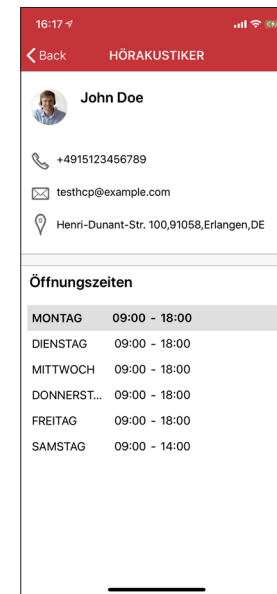 16:17
Back HÖRAKUSTIKER
John Doe
+4915123456789
testhcp@example.com
Henri-Dunant-Str. 100,91058,Erlangen,DE
Öffnungszeiten
MONTAG 09:00 - 18:00
DIENSTAG 09:00 - 18:00
MITTWOCH 09:00 - 18:00
DONNERST... 09:00 - 18:00
FREITAG 09:00 - 18:00
SAMSTAG 09:00 - 14:00